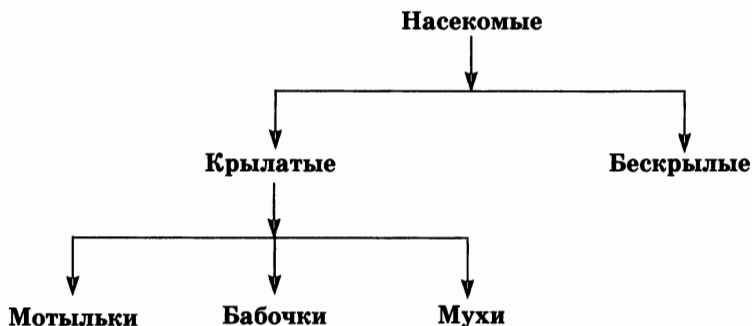 Насекомые
Крылатые Бескрылые
Мотыльки Бабочки Мухи